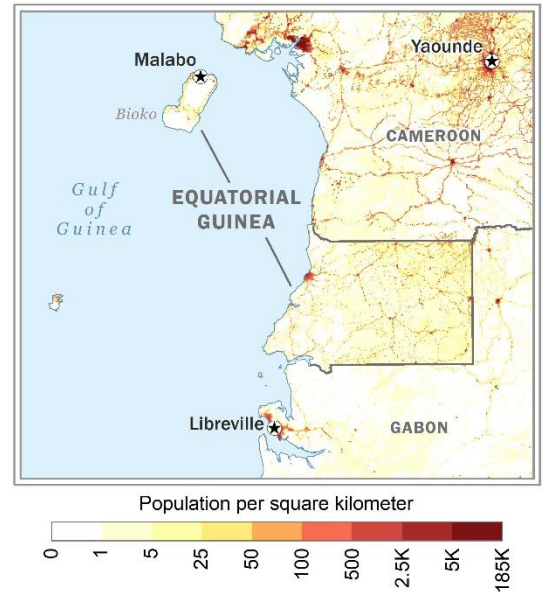 Malabo
Yaounde
Bioko
CAMEROON
Gulf
of
Guinea
EQUATORIAL
GUINEA
Libreville
GABON
Population per square kilometer
0
1
5
25
50
100
500
2.5K
5K
185K